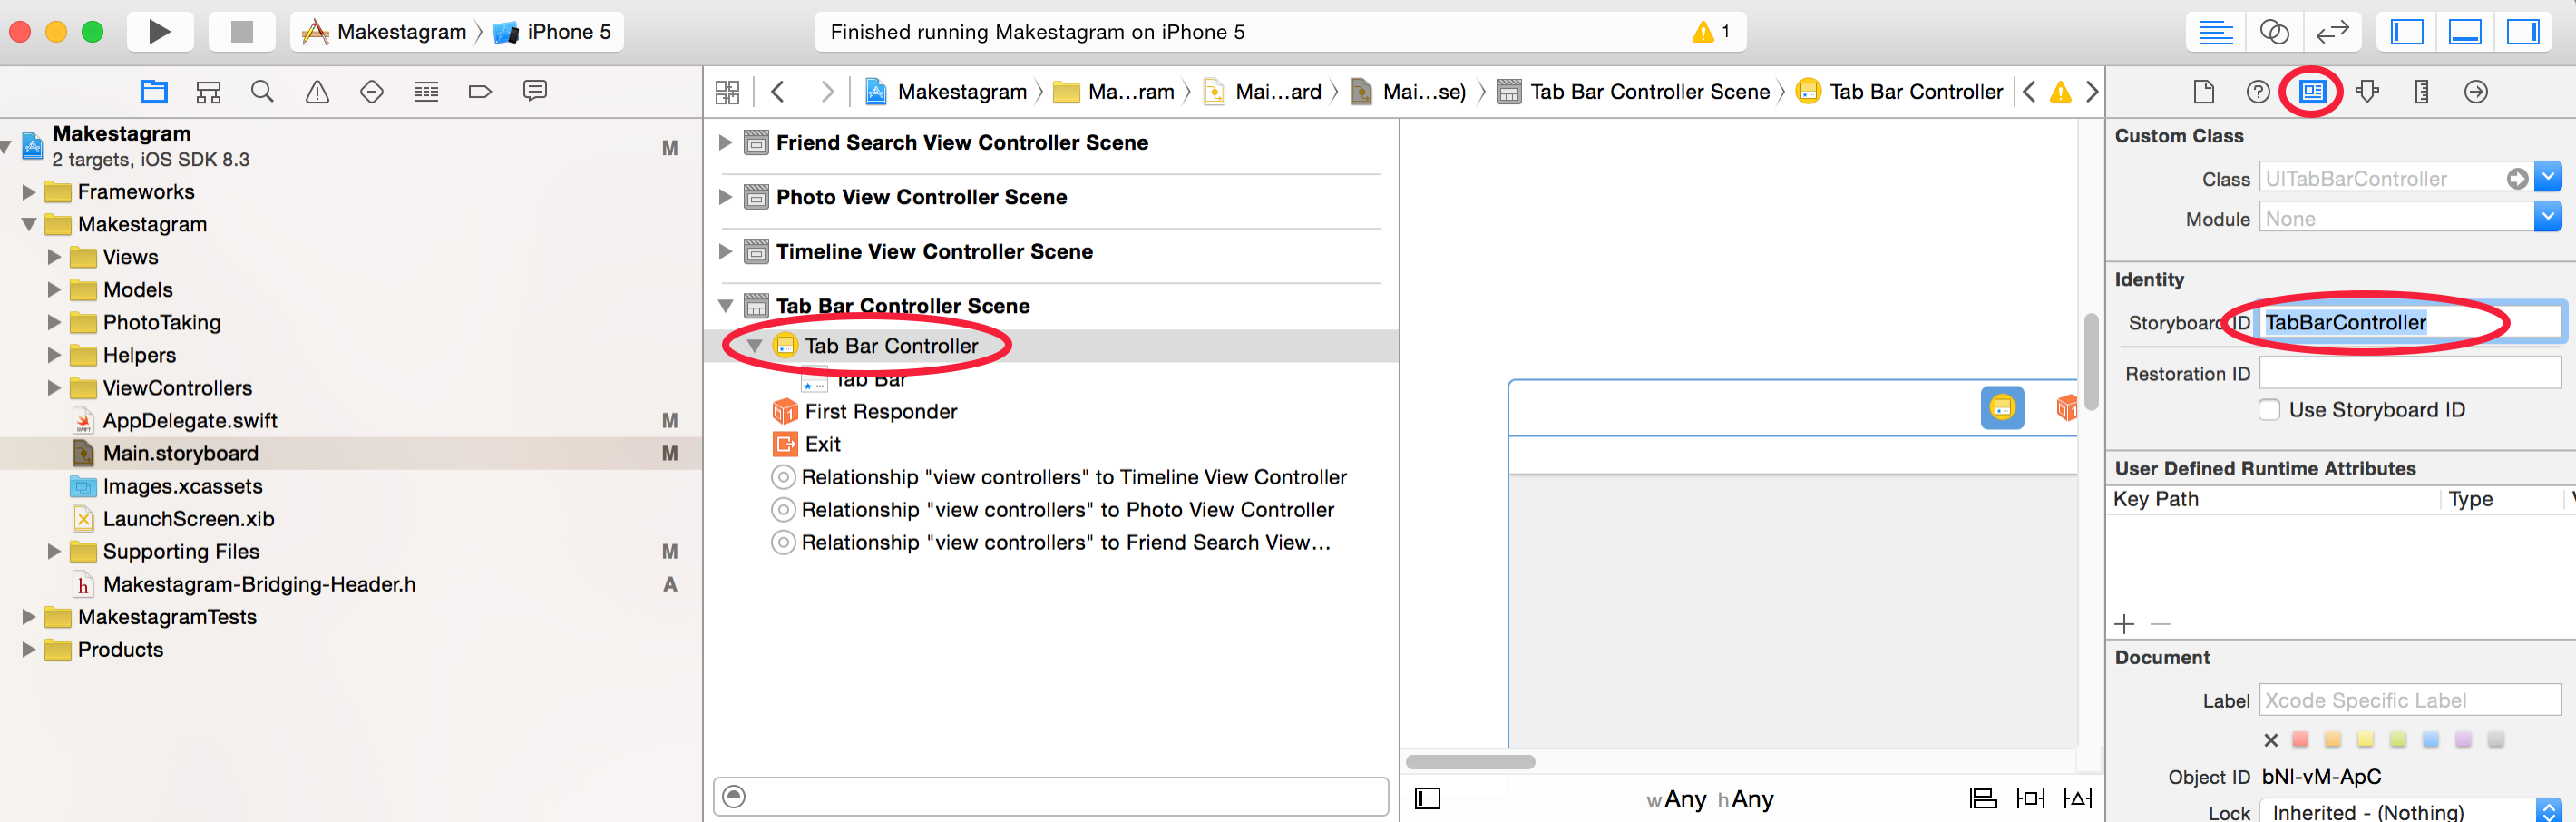 Makestagram iPhone 5
Finished running Makestagram on iPhone 5
1
Makestagram Ma...ram Mai...ard Mai...se) Tab Bar Controller Scene Tab Bar Controller
Makestagram
2 targets, iOS SDK 8.3
M
Frameworks
Makestagram
Views
Models
PhotoTaking
Helpers
ViewControllers
AppDelegate.swift M
Main.storyboard M
Images.xcassets
LaunchScreen.xib
Supporting Files M
Makestagram-Bridging-Header.h A
MakestagramTests
Products
Friend Search View Controller Scene
Photo View Controller Scene
Timeline View Controller Scene
Tab Bar Controller Scene
Tab Bar Controller
Tab Bar
First Responder
Exit
Relationship "view controllers" to Timeline View Controller
Relationship "view controllers" to Photo View Controller
Relationship "view controllers" to Friend Search View...
wAny hAny
Custom Class
Class UITabBarController
Module None
Identity
Storyboard ID TabBarController
Restoration ID
Use Storyboard ID
User Defined Runtime Attributes
Key Path Type
Document
Label Xcode Specific Label
Object ID bNI-vM-ApC
Lock Inherited - (Nothing)